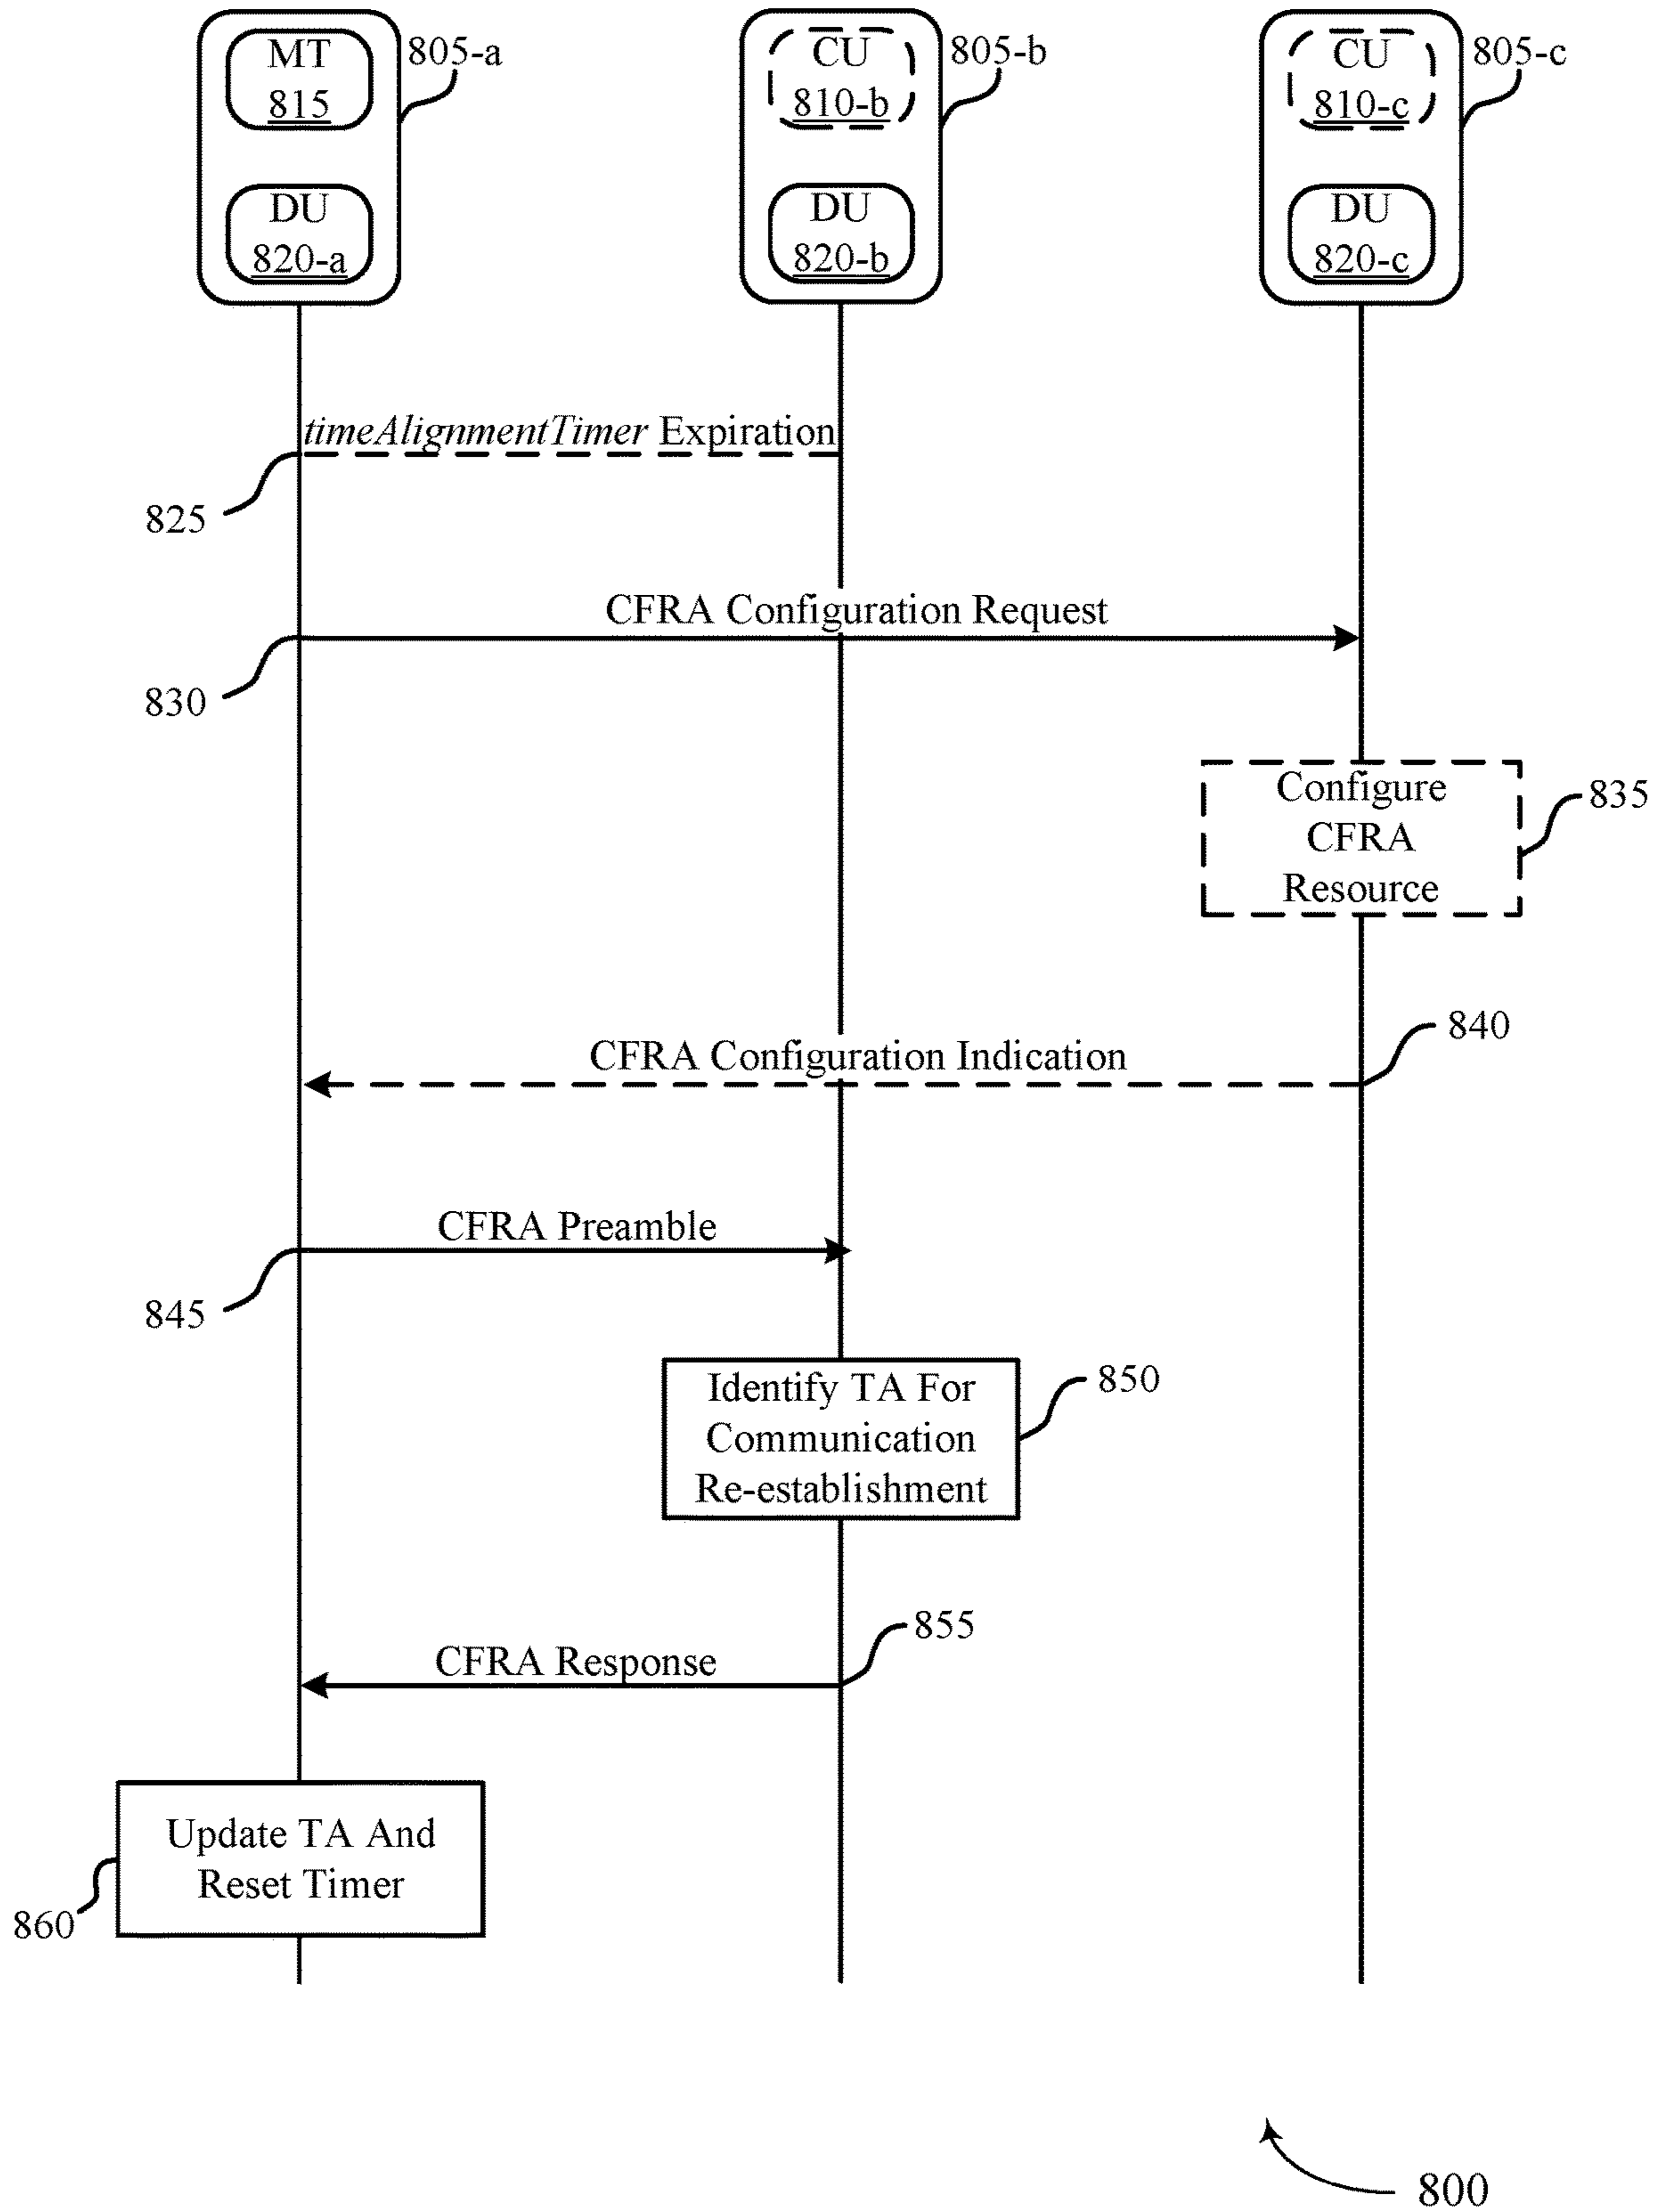 MT
815
805-a
CU
810-b
805-b
CU
810-c
805-c
DU
820-a
DU
820-b
DU
820-c
timeAlignmentTimer Expiration
825
CFRA Configuration Request
830
Configure
CFRA
Resource
835
840
CFRA Configuration Indication
CFRA Preamble
845
Identify TA For
Communication
Re-establishment
850
855
CFRA Response
Update TA And
Reset Timer
860
800